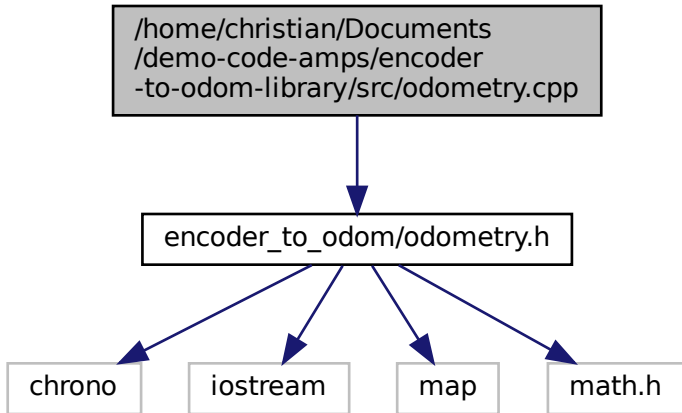 /home/christian/Documents
/demo-code-amps/encoder
-to-odom-library/src/odometry.cpp
encoder_to_odom/odometry.h
chrono
iostream
map
math.h